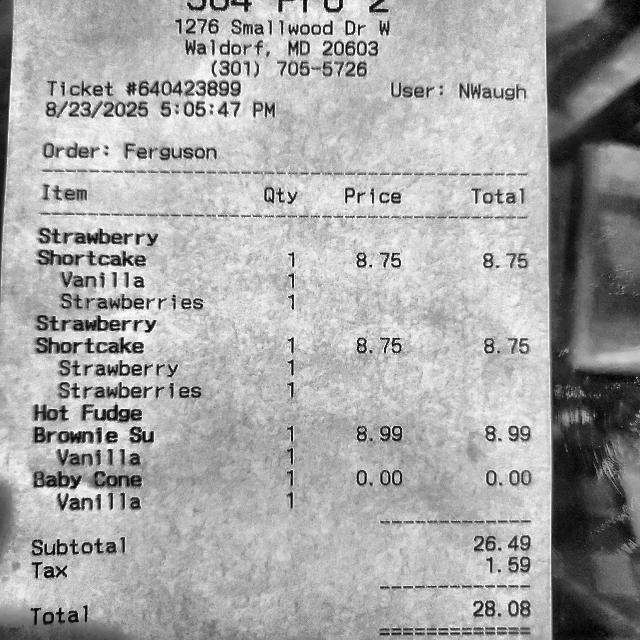 1276 Smallwood Dr W
Waldorf, MD 20603
(301) 705-5726
Ticket #640423899 User: NWaugh
8/23/2025 5:05:47 PM
Order: Ferguson
Item Qty Price Total
Strawberry
Shortcake 1 8.75 8.75
Vanilla 1
Strawberries 1
Strawberry
Shortcake 1 8.75 8.75
Strawberry 1
Strawberries 1
Hot Fudge
Brownie Su 1 8.99 8.99
Vanilla 1
Baby Cone 1 0.00 0.00
Vanilla 1
Subtotal 26.49
Tax 1.59
Total 28.08